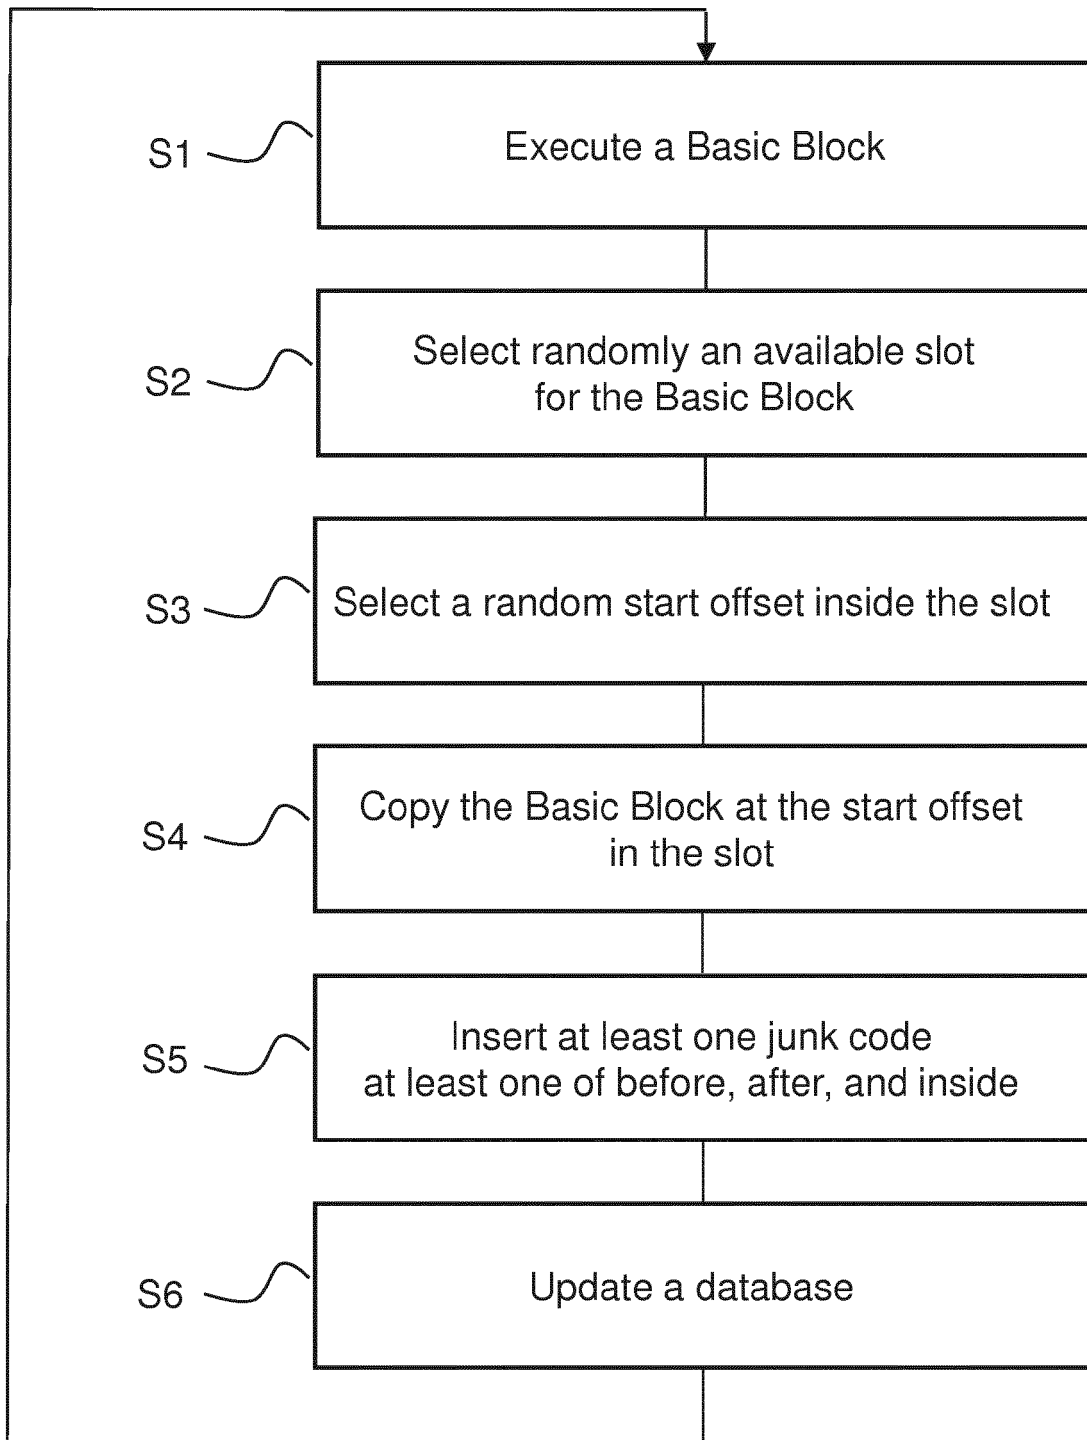 S1
Execute a Basic Block
S2
Select randomly an available slot
for the Basic Block
S3
Select a random start offset inside the slot
S4
Copy the Basic Block at the start offset
in the slot
S5
Insert at least one junk code
at least one of before, after, and inside
S6
Update a database